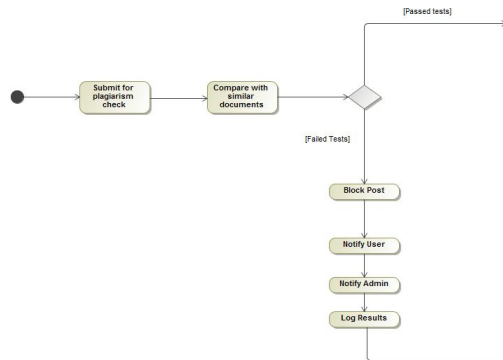 [Passed tests]
Submit for
plagiarism
check
Compare with
similar
documents
[Failed Tests]
Block Post
Notify User
Notify Admin
Log Results